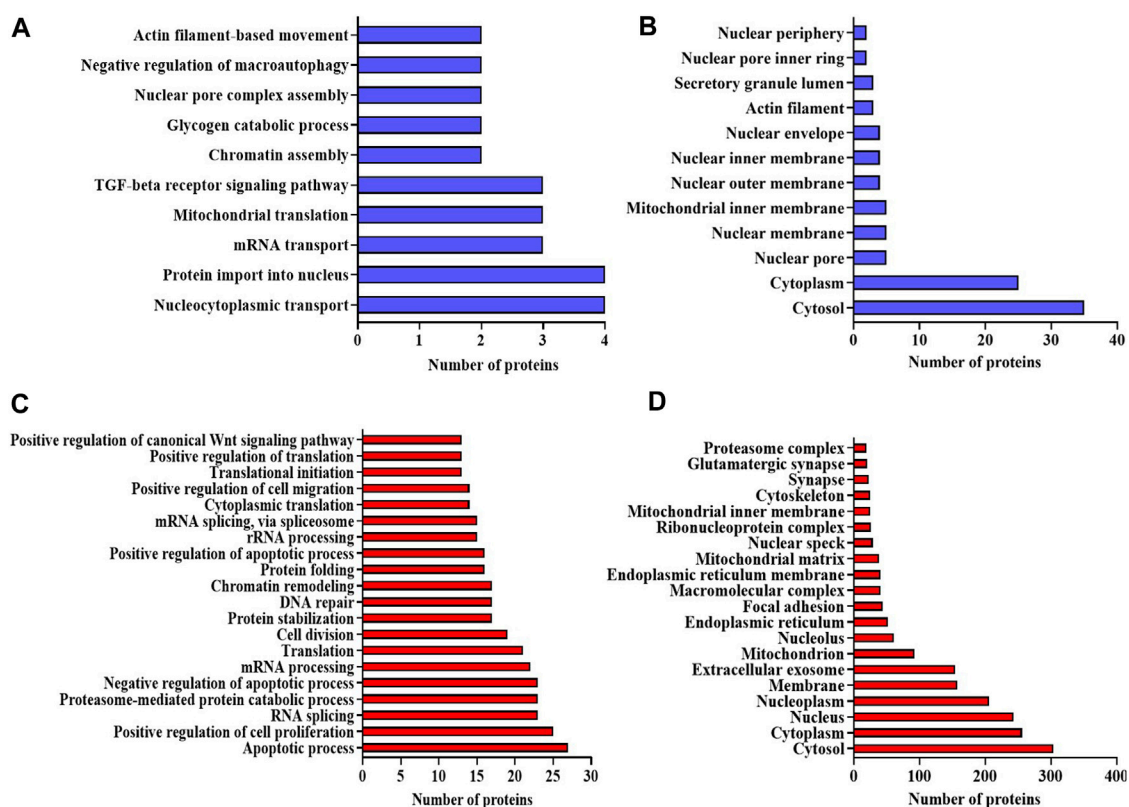 A
Actin filament-based movement
Negative regulation of macroautophagy
Nuclear pore complex assembly
Glycogen catabolic process
Chromatin assembly
TGF-beta receptor signaling pathway
Mitochondrial translation
mRNA transport
Protein import into nucleus
Nucleocytoplasmic transport
0 1 2 3 4
Number of proteins
B
Nuclear periphery
Nuclear pore inner ring
Secretory granule lumen
Actin filament
Nuclear envelope
Nuclear inner membrane
Nuclear outer membrane
Mitochondrial inner membrane
Nuclear membrane
Nuclear pore
Cytoplasm
Cytosol
0 10 20 30 40
Number of proteins
C
Positive regulation of canonical Wnt signaling pathway
Positive regulation of translation
Translational initiation
Positive regulation of cell migration
Cytoplasmic translation
mRNA splicing, via spliceosome
rRNA processing
Positive regulation of apoptotic process
Protein folding
Chromatin remodeling
DNA repair
Protein stabilization
Cell division
Translation
mRNA processing
Negative regulation of apoptotic process
Proteasome-mediated protein catabolic process
RNA splicing
Positive regulation of cell proliferation
Apoptotic process
0 5 10 15 20 25 30
Number of proteins
D
Proteasome complex
Glutamatergic synapse
Synapse
Cytoskeleton
Mitochondrial inner membrane
Ribonucleoprotein complex
Nuclear speck
Mitochondrial matrix
Endoplasmic reticulum membrane
Macromolecular complex
Focal adhesion
Endoplasmic reticulum
Nucleolus
Mitochondrion
Extracellular exosome
Membrane
Nucleoplasm
Nucleus
Cytoplasm
Cytosol
0 100 200 300 400
Number of proteins